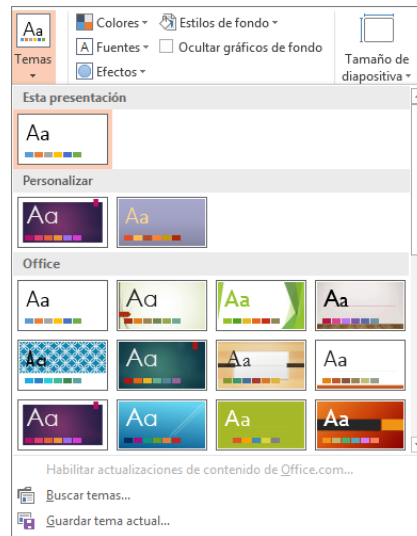 Aa
Temas
Colores
Fuentes
Efectos
Estilos de fondo
Ocultar gráficos de fondo
Tamaño de
diapositiva
Esta presentación
Aa
Personalizar
Aa Aa
Office
Aa Aa Aa Aa
Aa Aa Aa Aa
Aa Aa Aa Aa
Habilitar actualizaciones de contenido de Office.com...
Buscar temas...
Guardar tema actual...